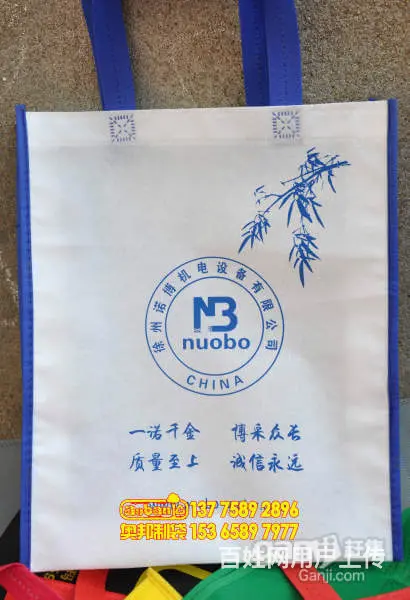 徐州诺博机电设备有限公司
NB
nuobo
CHINA
一诺千金 博采众长
质量至上 诚信永远
137 7589 2896
奥邦制袋 153 6589 7977
百姓网用户上传
赶集
Ganji.com